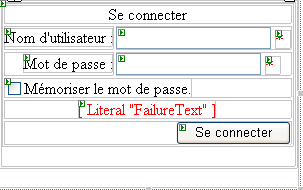 Se connecter
Nom d'utilisateur : *
Mot de passe : *
Mémoriser le mot de passe.
[ Literal "FailureText" ]
Se connecter